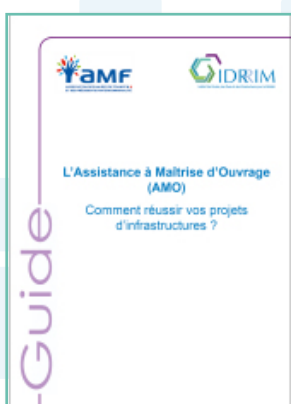 AMF
IDRRIM
L'Assistance à Maîtrise d'Ouvrage
(AMO)
Comment réussir vos projets
d'infrastructures ?
Guide